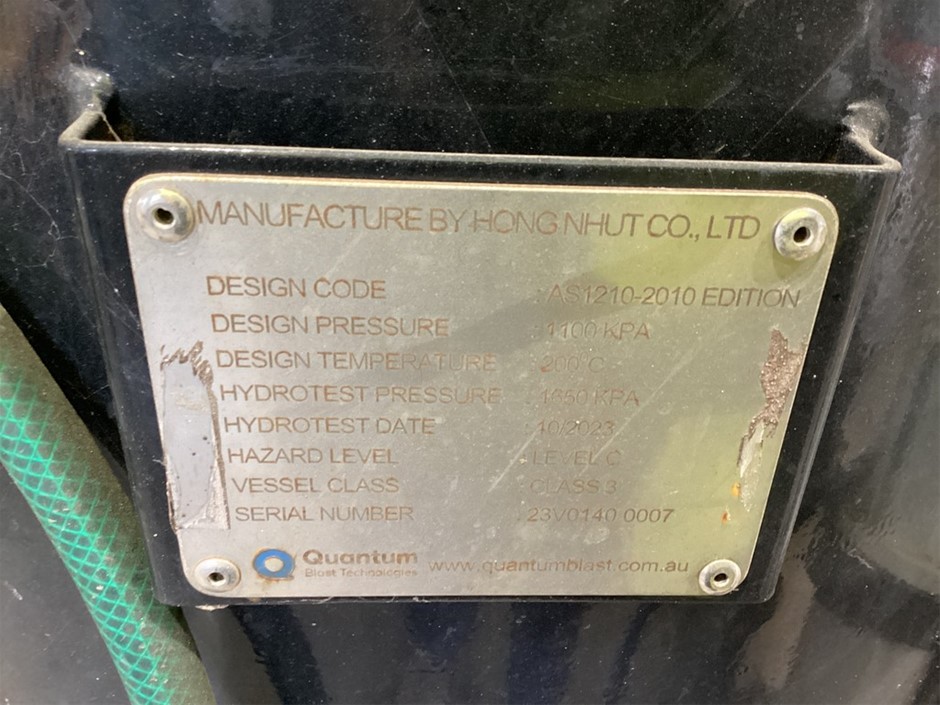 MANUFACTURE BY HONG NHUT CO., LTD
DESIGN CODE : AS1210-2010 EDITION
DESIGN PRESSURE : 1100 KPA
DESIGN TEMPERATURE : 200°C
HYDROTEST PRESSURE : 1650 KPA
HYDROTEST DATE : 10/2023
HAZARD LEVEL : LEVEL C
VESSEL CLASS : CLASS 3
SERIAL NUMBER : 23V0140 0007
Quantum
Blast Technologies www.quantumblast.com.au